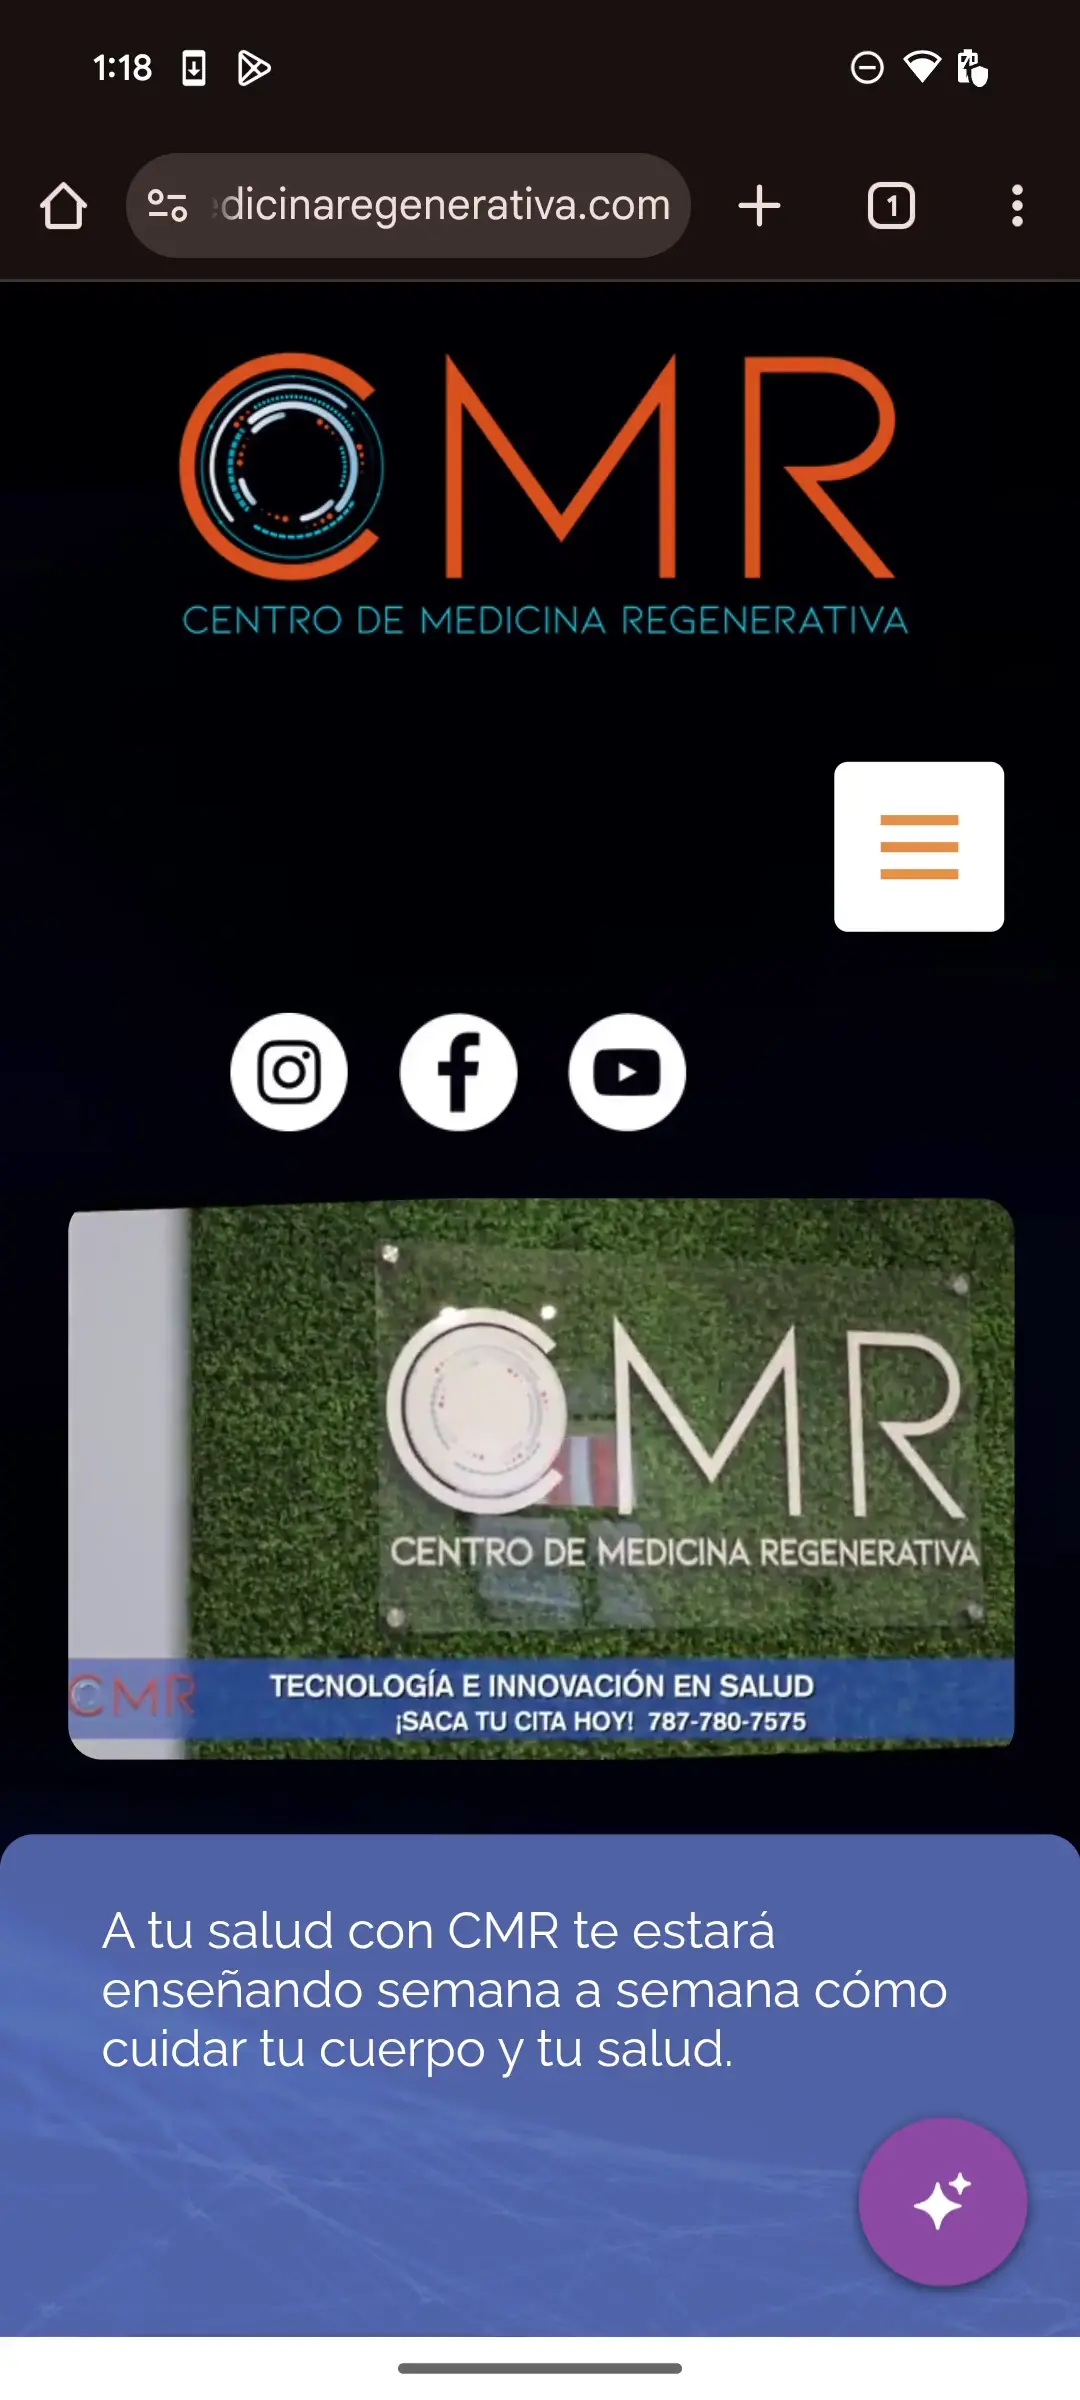 1:18
dicinaregenerativa.com
1
CMR
CENTRO DE MEDICINA REGENERATIVA
CMR
CENTRO DE MEDICINA REGENERATIVA
CMR
TECNOLOGÍA E INNOVACIÓN EN SALUD
¡SACA TU CITA HOY! 787-780-7575
A tu salud con CMR te estará
enseñando semana a semana cómo
cuidar tu cuerpo y tu salud.